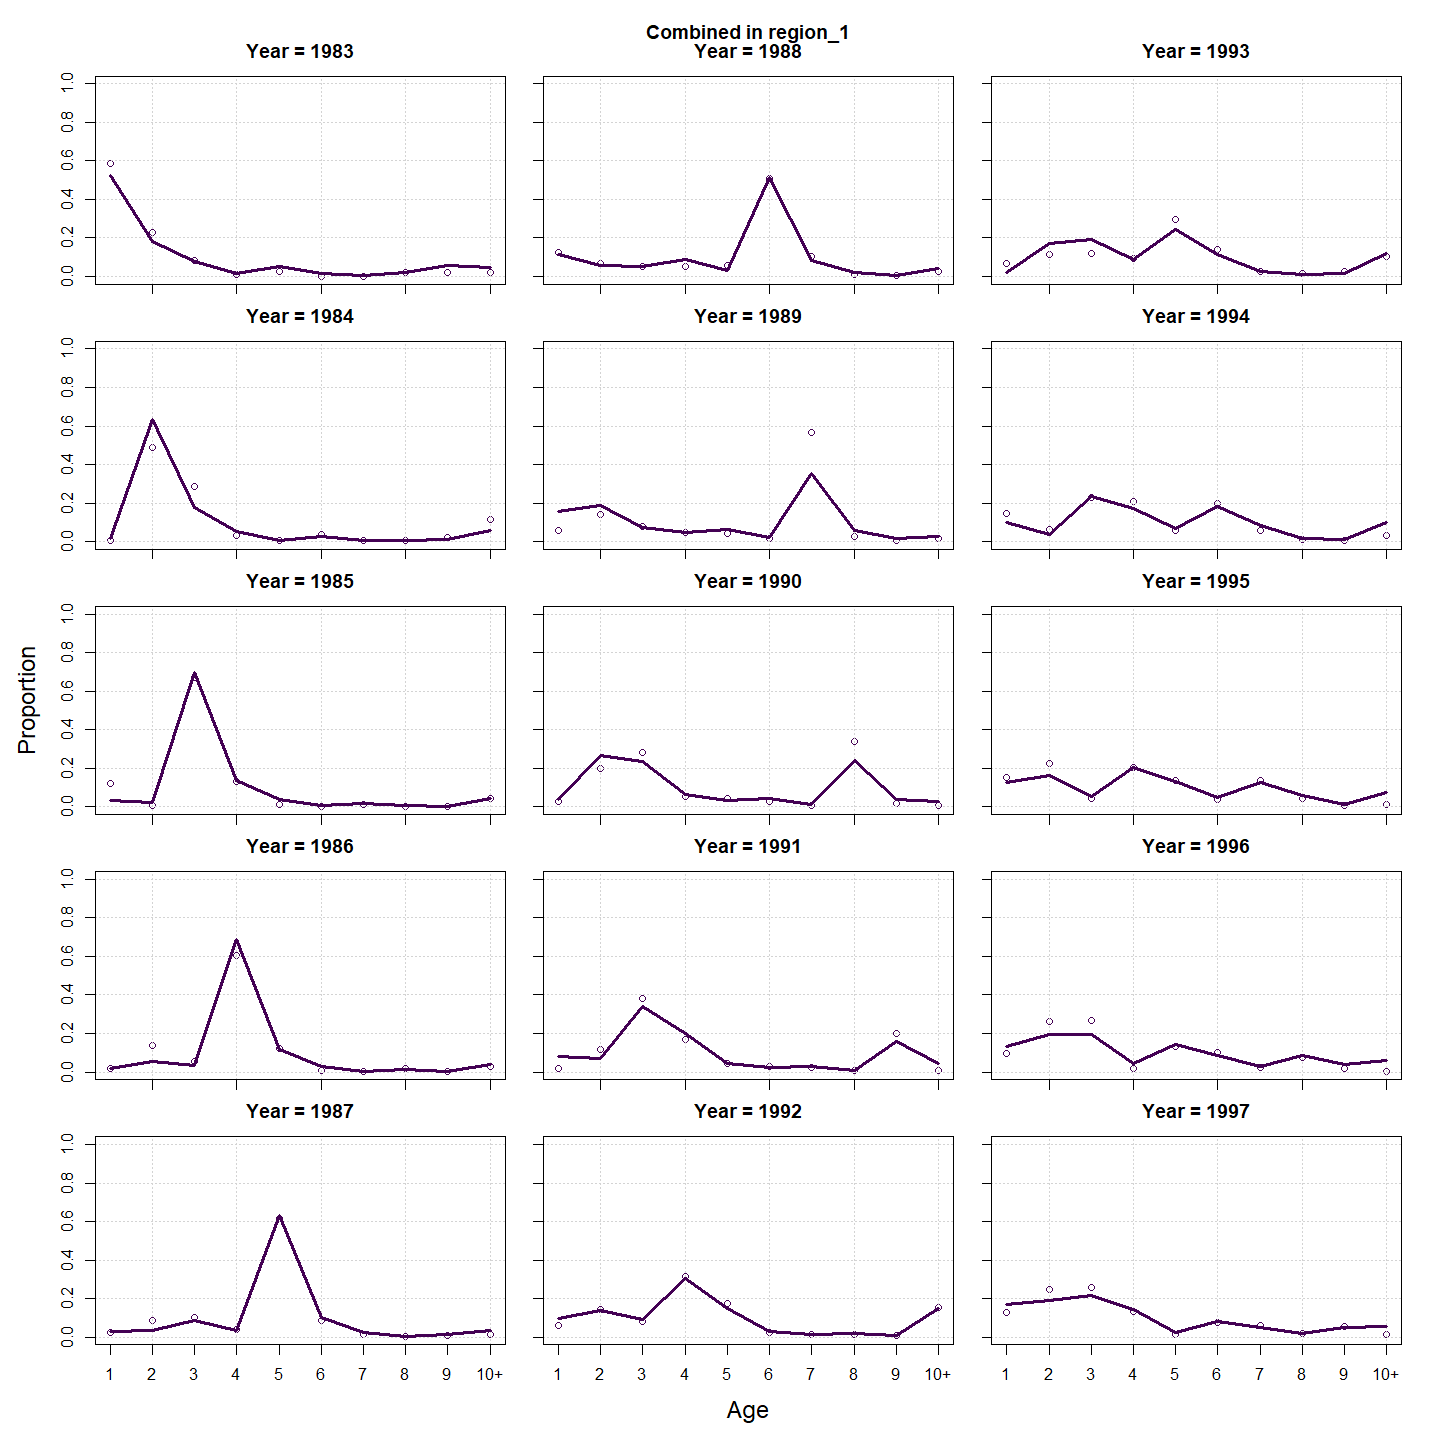 Combined in region_1
Year = 1983
Year = 1988
Year = 1993
0.0 0.2 0.4 0.6 0.8 1.0
Year = 1984
Year = 1989
Year = 1994
0.0 0.2 0.4 0.6 0.8 1.0
Year = 1985
Year = 1990
Year = 1995
0.0 0.2 0.4 0.6 0.8 1.0
Proportion
Year = 1986
Year = 1991
Year = 1996
0.0 0.2 0.4 0.6 0.8 1.0
Year = 1987
Year = 1992
Year = 1997
0.0 0.2 0.4 0.6 0.8 1.0
1 2 3 4 5 6 7 8 9 10+
1 2 3 4 5 6 7 8 9 10+
1 2 3 4 5 6 7 8 9 10+
Age